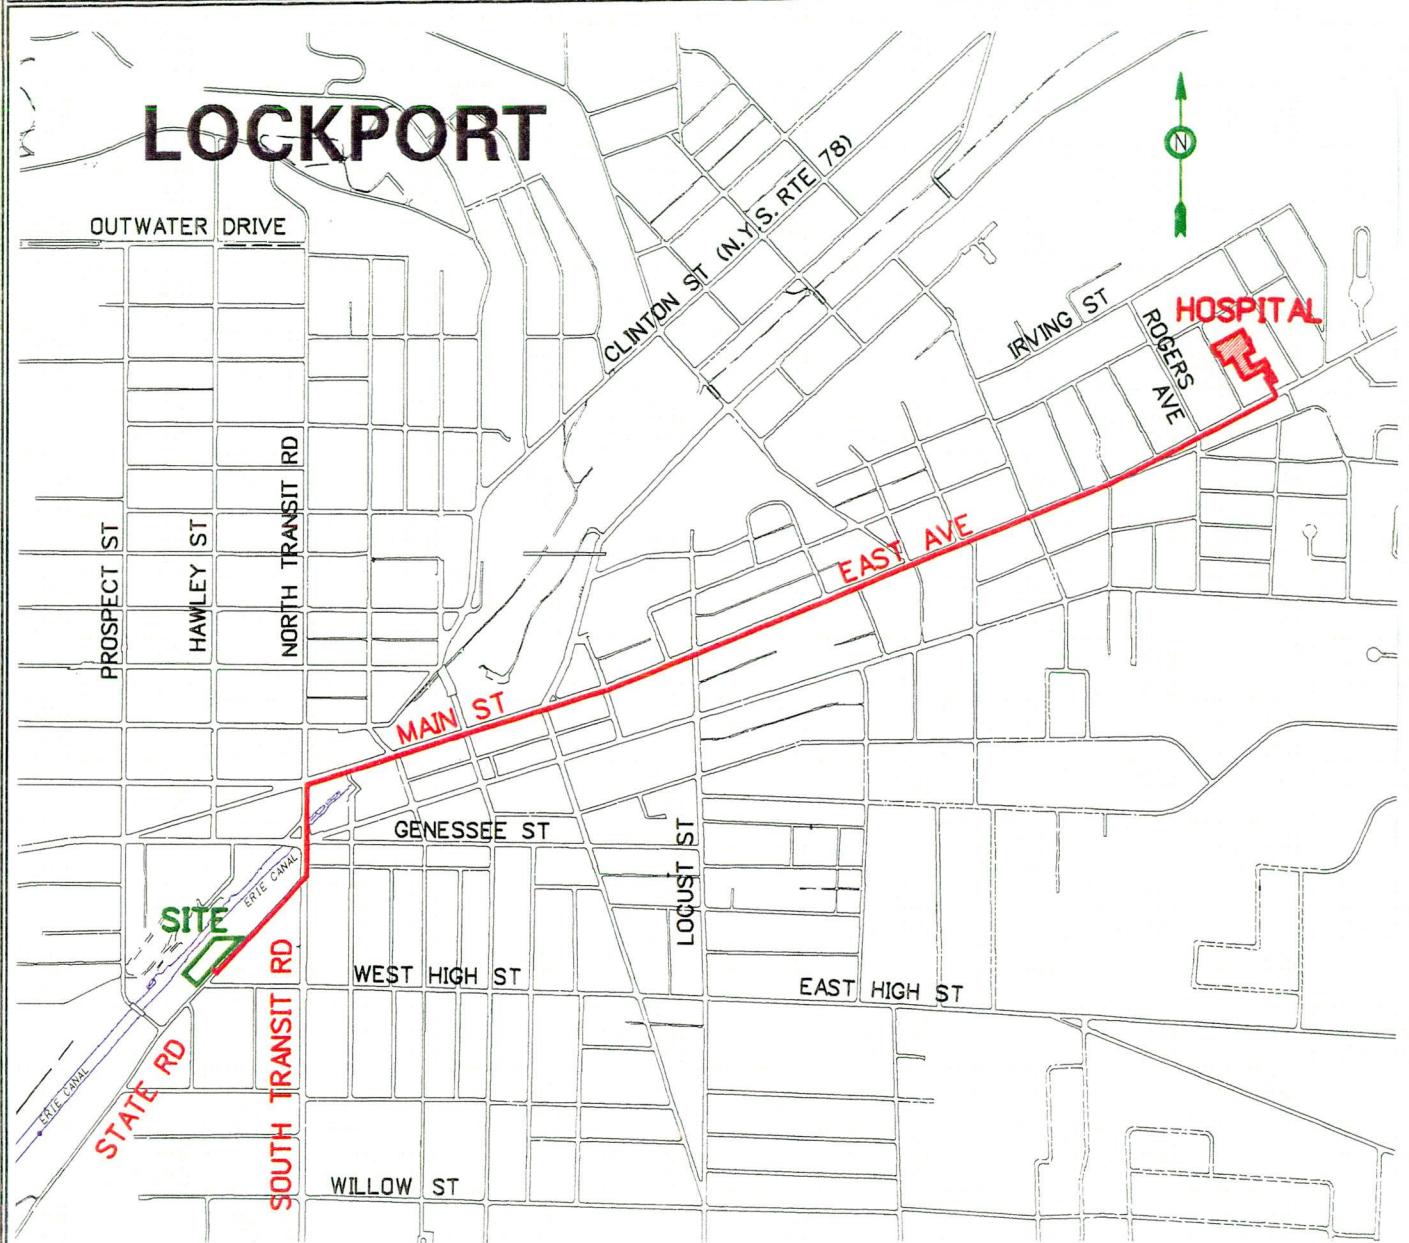 LOCKPORT
N
OUTWATER DRIVE
CLINTON ST (N.Y.S. RTE 78)
IRVING ST
ROGERS AVE
HOSPITAL
PROSPECT ST
HAWLEY ST
NORTH TRANSIT RD
EAST AVE
MAIN ST
GENESSEE ST
LOCUST ST
ERIE CANAL
SITE
WEST HIGH ST
EAST HIGH ST
SOUTH TRANSIT RD
STATE RD
ERIE CANAL
WILLOW ST